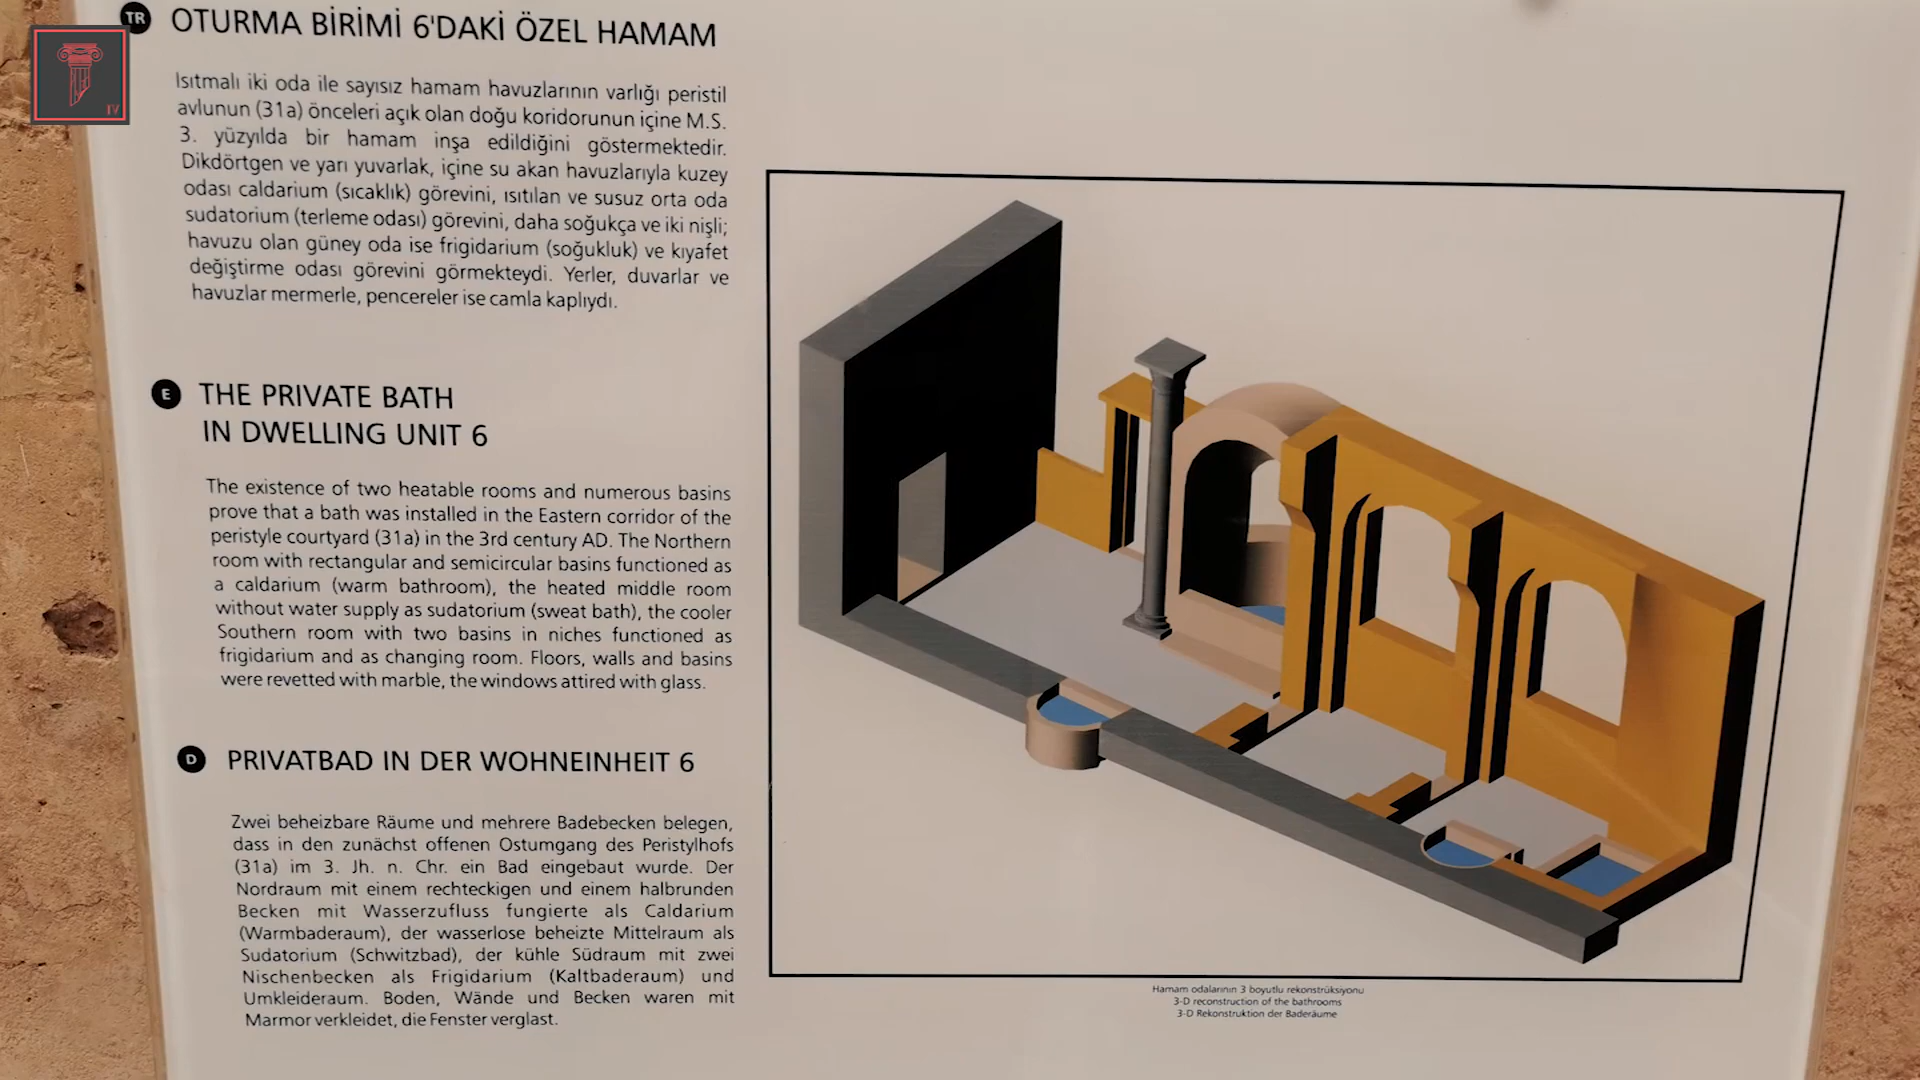 TR OTURMA BİRİMİ 6'DAKİ ÖZEL HAMAM
TV
Isıtmalı iki oda ile sayısız hamam havuzlarının varlığı peristil
avlunun (31a) önceleri açık olan doğu koridorunun içine M.S.
3. yüzyılda bir hamam inşa edildiğini göstermektedir.
Dikdörtgen ve yarı yuvarlak, içine su akan havuzlarıyla kuzey
odası caldarium (sıcaklık) görevini, ısıtılan ve susuz orta oda
sudatorium (terleme odası) görevini, daha soğukça ve iki nişli;
havuzu olan güney oda ise frigidarium (soğukluk) ve kıyafet
değiştirme odası görevini görmekteydi. Yerler, duvarlar ve
havuzlar mermerle, pencereler ise camla kaplıydı.
E THE PRIVATE BATH
IN DWELLING UNIT 6
The existence of two heatable rooms and numerous basins
prove that a bath was installed in the Eastern corridor of the
peristyle courtyard (31a) in the 3rd century AD. The Northern
room with rectangular and semicircular basins functioned as
a caldarium (warm bathroom), the heated middle room
without water supply as sudatorium (sweat bath), the cooler
Southern room with two basins in niches functioned as
frigidarium and as changing room. Floors, walls and basins
were revetted with marble, the windows attired with glass.
D PRIVATBAD IN DER WOHNEINHEIT 6
Zwei beheizbare Räume und mehrere Badebecken belegen,
dass in den zunächst offenen Ostumgang des Peristylhofs
(31a) im 3. Jh. n. Chr. ein Bad eingebaut wurde. Der
Nordraum mit einem rechteckigen und einem halbrunden
Becken mit Wasserzufluss fungierte als Caldarium
(Warmbaderaum), der wasserlose beheizte Mittelraum als
Sudatorium (Schwitzbad), der kühle Südraum mit zwei
Nischenbecken als Frigidarium (Kaltbaderaum) und
Umkleideraum. Boden, Wände und Becken waren mit
Marmor verkleidet, die Fenster verglast.
Hamam odalarının 3 boyutlu rekonstrüksiyonu
3-D reconstruction of the bathrooms
3-D Rekonstruktion der Baderäume